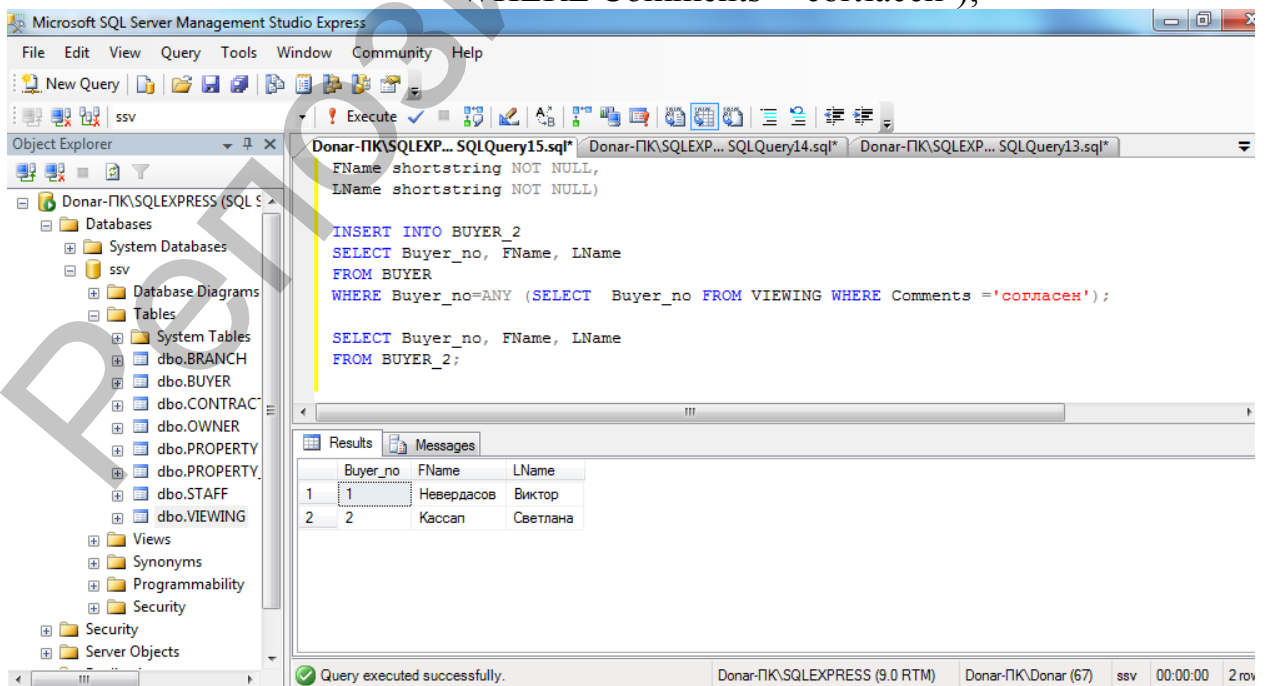 WHERE Comments = 'согласен');
Microsoft SQL Server Management Studio Express
File Edit View Query Tools Window Community Help
New Query
ssv Execute
Object Explorer
Donar-ПК\SQLEXP... SQLQuery15.sql* Donar-ПК\SQLEXP... SQLQuery14.sql* Donar-ПК\SQLEXP... SQLQuery13.sql*
Donar-ПК\SQLEXPRESS (SQL S
Databases
System Databases
ssv
Database Diagrams
Tables
System Tables
dbo.BRANCH
dbo.BUYER
dbo.CONTRACT
dbo.OWNER
dbo.PROPERTY
dbo.PROPERTY_
dbo.STAFF
dbo.VIEWING
Views
Synonyms
Programmability
Security
Security
Server Objects
FName shortstring NOT NULL,
LName shortstring NOT NULL)
INSERT INTO BUYER_2
SELECT Buyer_no, FName, LName
FROM BUYER
WHERE Buyer_no=ANY (SELECT Buyer_no FROM VIEWING WHERE Comments ='согласен');
SELECT Buyer_no, FName, LName
FROM BUYER_2;
Results Messages
Buyer_no FName LName
1 1 Невердасов Виктор
2 2 Кассап Светлана
Query executed successfully. Donar-ПК\SQLEXPRESS (9.0 RTM) Donar-ПК\Donar (67) ssv 00:00:00 2 rov
Репози